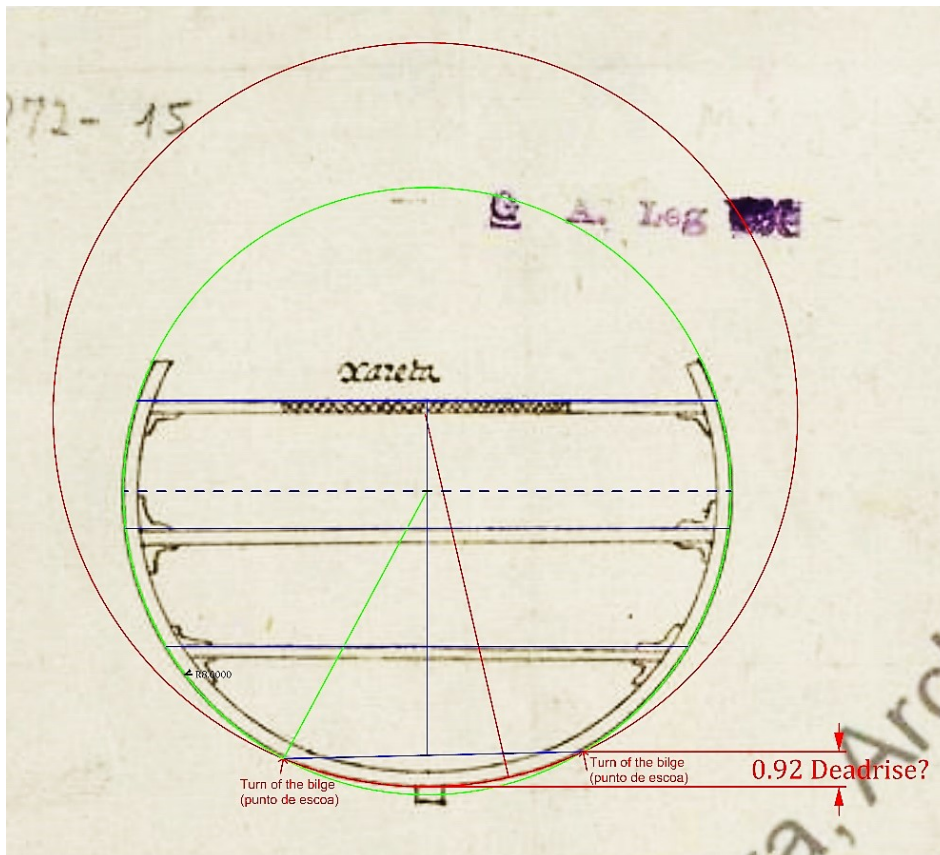 272- 15
G A. Leg
Xareta
R8.0000
Turn of the bilge
(punto de escoa)
Turn of the bilge
(punto de escoa)
0.92 Deadrise?